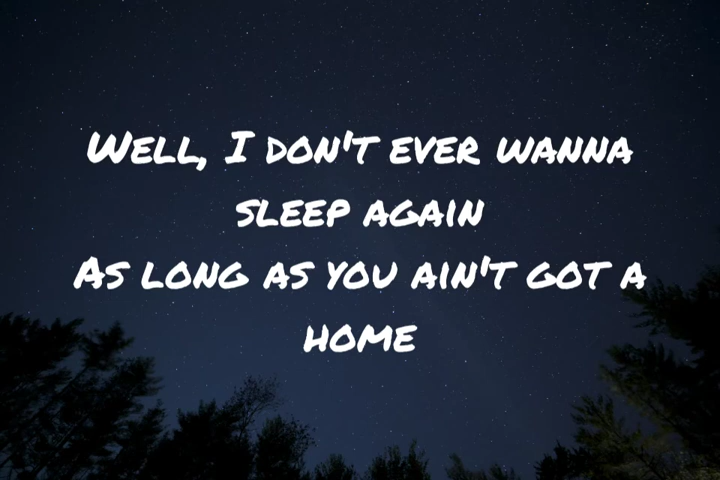 Well, I don't ever wanna
sleep again
As long as you ain't got a
home